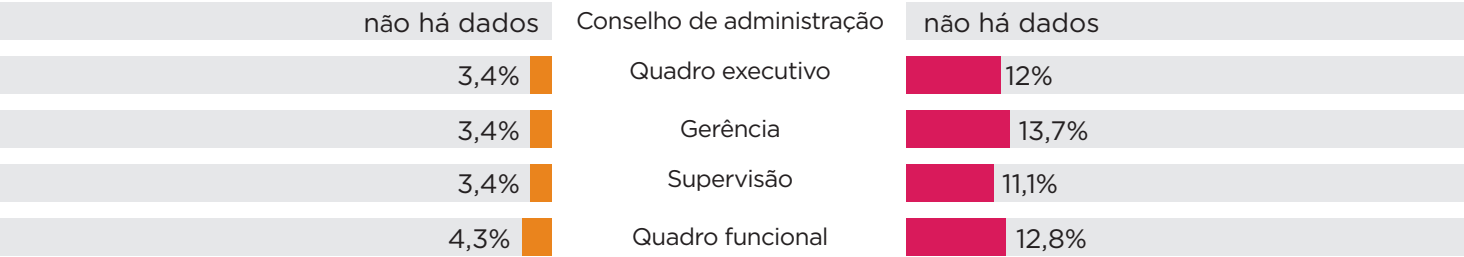 não há dados Conselho de administração não há dados
3,4% Quadro executivo 12%
3,4% Gerência 13,7%
3,4% Supervisão 11,1%
4,3% Quadro funcional 12,8%